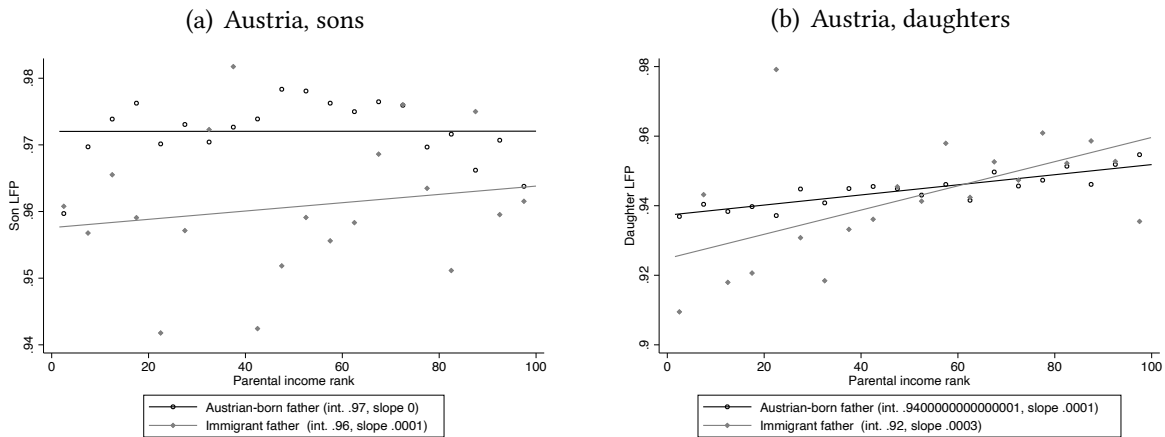 (a) Austria, sons
(b) Austria, daughters
Son LFP
.98
.97
.96
.95
.94
0 20 40 60 80 100
Parental income rank
Austrian-born father (int. .97, slope 0)
Immigrant father (int. .96, slope .0001)
Daughter LFP
.98
.96
.94
.92
.9
0 20 40 60 80 100
Parental income rank
Austrian-born father (int. .9400000000000001, slope .0001)
Immigrant father (int. .92, slope .0003)